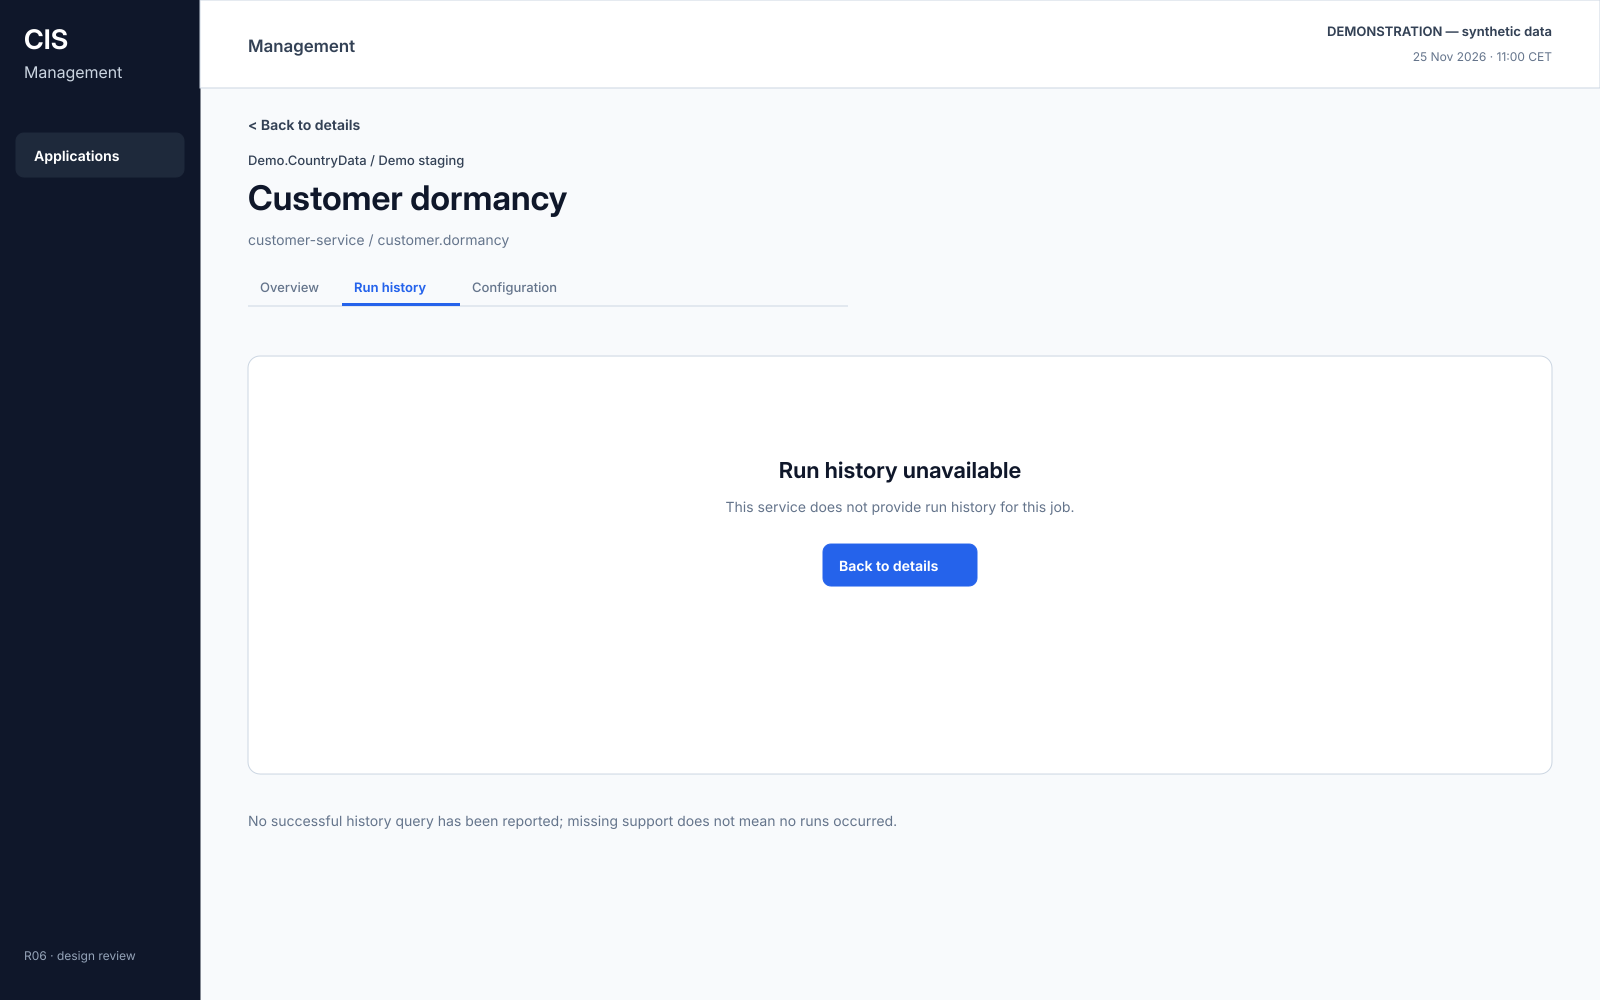 CIS
Management
Applications
R06 · design review
Management
DEMONSTRATION — synthetic data
25 Nov 2026 · 11:00 CET
< Back to details
Demo.CountryData / Demo staging
Customer dormancy
customer-service / customer.dormancy
Overview
Run history
Configuration
Run history unavailable
This service does not provide run history for this job.
Back to details
No successful history query has been reported; missing support does not mean no runs occurred.